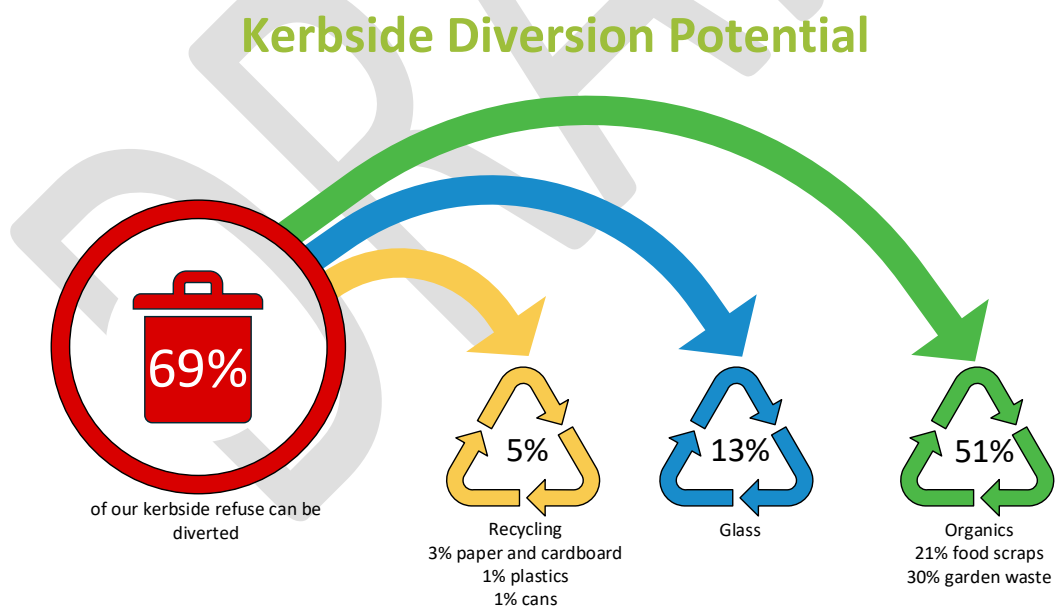 Kerbside Diversion Potential
69%
of our kerbside refuse can be
diverted
5%
Recycling
3% paper and cardboard
1% plastics
1% cans
13%
Glass
51%
Organics
21% food scraps
30% garden waste